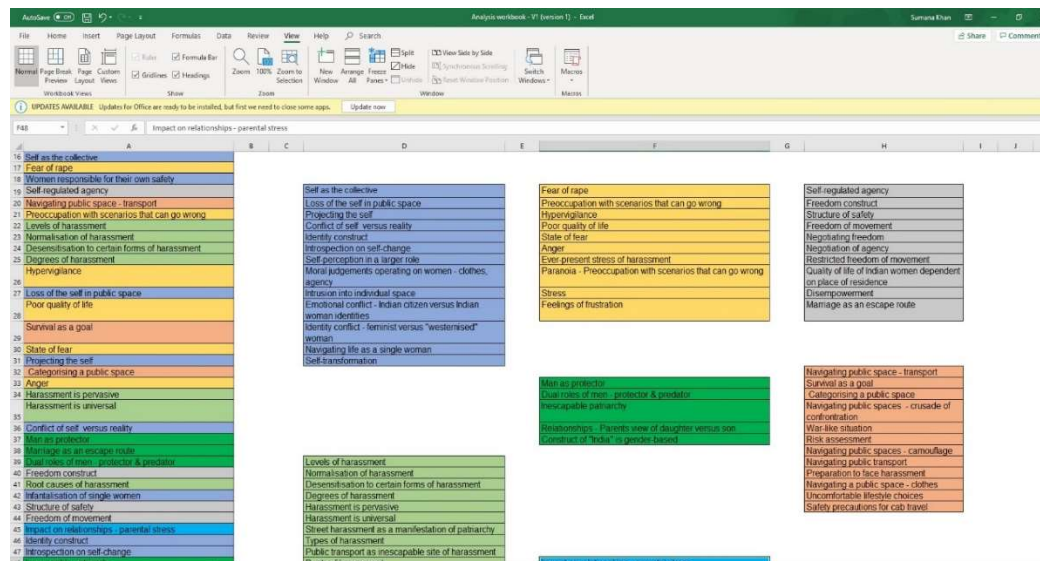 AutoSave On
Analysis workbook - V1 (version 1) - Excel
Sumana Khan
File Home Insert Page Layout Formulas Data Review View Help Search
Share Comment
Normal Page Break Preview Page Layout Custom Views
Ruler Formula Bar
Gridlines Headings
Zoom 100% Zoom to Selection
New Window Arrange All Freeze Panes
Split
Hide
Unhide
View Side by Side
Synchronous Scrolling
Reset Window Position
Switch Windows
Macros
Workbook Views Show Zoom Window Macros
UPDATES AVAILABLE Updates for Office are ready to be installed, but first we need to close some apps. Update now
F48 fx Impact on relationships - parental stress
A B C D E F G H I J
16 Self as the collective
17 Fear of rape
18 Women responsible for their own safety
19 Self-regulated agency
20 Navigating public space - transport
21 Preoccupation with scenarios that can go wrong
22 Levels of harassment
23 Normalisation of harassment
24 Desensitisation to certain forms of harassment
25 Degrees of harassment
Hypervigilance
26
27 Loss of the self in public space
Poor quality of life
28
Survival as a goal
29
30 State of fear
31 Projecting the self
32 Categorising a public space
33 Anger
34 Harassment is pervasive
Harassment is universal
35
36 Conflict of self versus reality
37 Man as protector
38 Marriage as an escape route
39 Dual roles of men - protector & predator
40 Freedom construct
41 Root causes of harassment
42 Infantalisation of single women
43 Structure of safety
44 Freedom of movement
45 Impact on relationships - parental stress
46 Identity construct
47 Introspection on self-change
Self as the collective
Loss of the self in public space
Projecting the self
Conflict of self versus reality
Identity construct
Introspection on self-change
Self-perception in a larger role
Moral judgements operating on women - clothes,
agency
Intrusion into individual space
Emotional conflict - Indian citizen versus Indian
woman identities
Identity conflict - feminist versus "westernised"
woman
Navigating life as a single woman
Self-transformation
Levels of harassment
Normalisation of harassment
Desensitisation to certain forms of harassment
Degrees of harassment
Harassment is pervasive
Harassment is universal
Street harassment as a manifestation of patriarchy
Types of harassment
Public transport as inescapable site of harassment
Fear of rape
Preoccupation with scenarios that can go wrong
Hypervigilance
Poor quality of life
State of fear
Anger
Ever-present stress of harassment
Paranoia - Preoccupation with scenarios that can go wrong
Stress
Feelings of frustration
Man as protector
Dual roles of men - protector & predator
Inescapable patriarchy
Relationships - Parents view of daughter versus son
Construct of "India" is gender-based
Self-regulated agency
Freedom construct
Structure of safety
Freedom of movement
Negotiating freedom
Negotiation of agency
Restricted freedom of movement
Quality of life of Indian women dependent
on place of residence
Disempowerment
Marriage as an escape route
Navigating public space - transport
Survival as a goal
Categorising a public space
Navigating public spaces - crusade of
confrontration
War-like situation
Risk assessment
Navigating public spaces - camouflage
Navigating public transport
Preparation to face harassment
Navigating a public space - clothes
Uncomfortable lifestyle choices
Safety precautions for cab travel